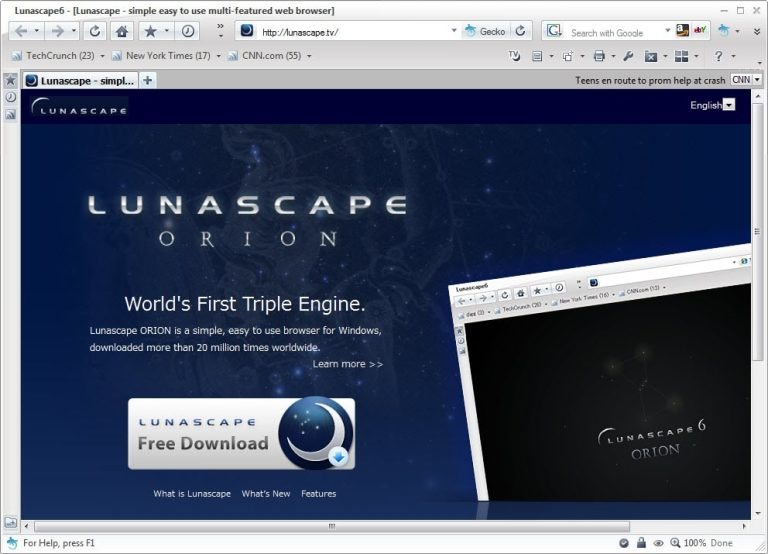 Lunascape6 - [Lunascape - simple easy to use multi-featured web browser]
http://lunascape.tv/
Gecko
Search with Google
TechCrunch (23)
New York Times (17)
CNN.com (55)
Lunascape - simpl...
Teens en route to prom help at crash
CNN
LUNASCAPE
English
LUNASCAPE
ORION
World's First Triple Engine.
Lunascape ORION is a simple, easy to use browser for Windows,
downloaded more than 20 million times worldwide.
Learn more >>
LUNASCAPE
Free Download
What is Lunascape What's New Features
Lunascape6
TechCrunch (26)
New York Times (16)
CNN.com (13)
LUNASCAPE 6
ORION
For Help, press F1
100% Done